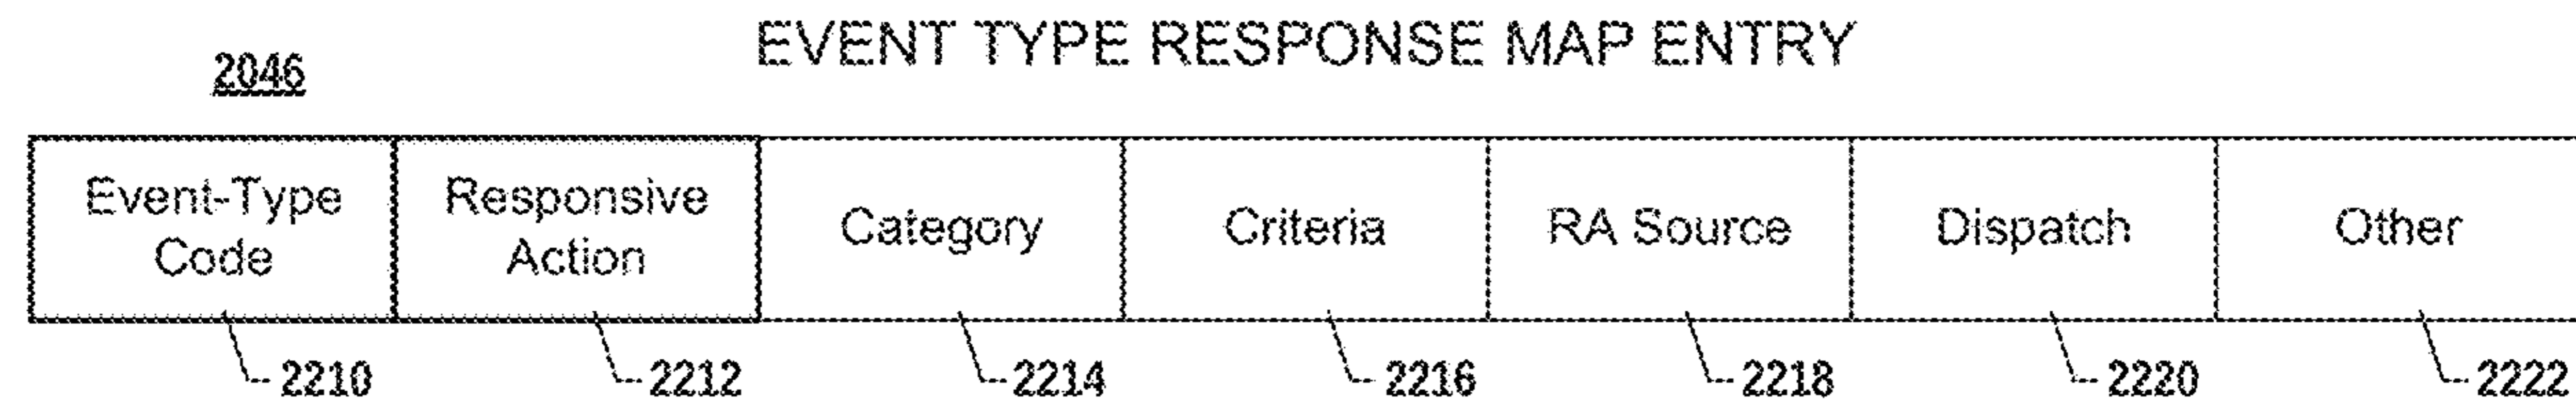 EVENT TYPE RESPONSE MAP ENTRY
2046
Event-Type
Code
Responsive
Action
Category
Criteria
RA Source
Dispatch
Other
2210
2212
2214
2216
2218
2220
2222